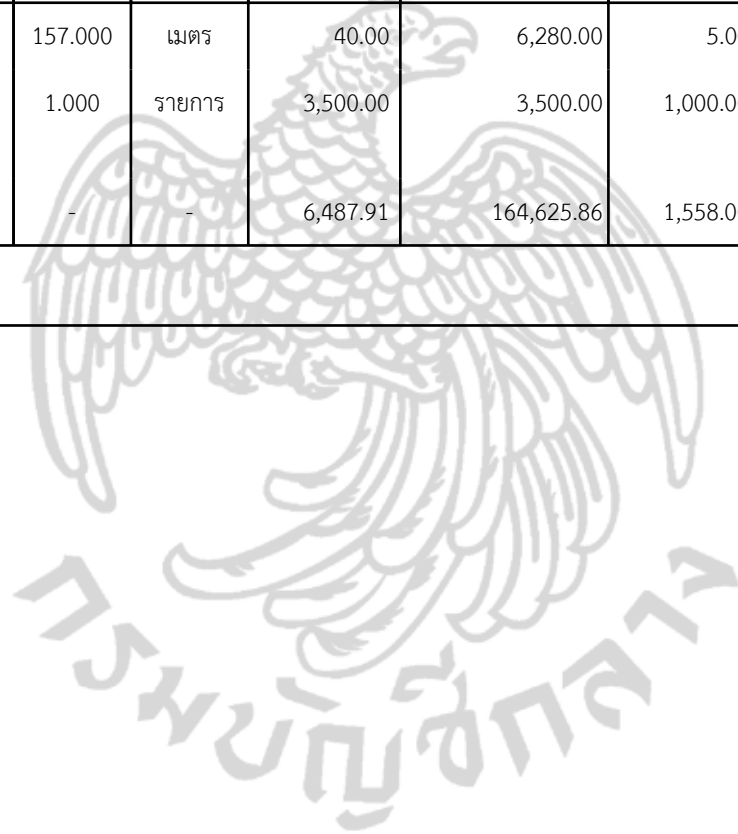 157.000 เมตร 40.00 6,280.00 5.0
1.000 รายการ 3,500.00 3,500.00 1,000.0
- - 6,487.91 164,625.86 1,558.0
กรมบัญชีกลาง